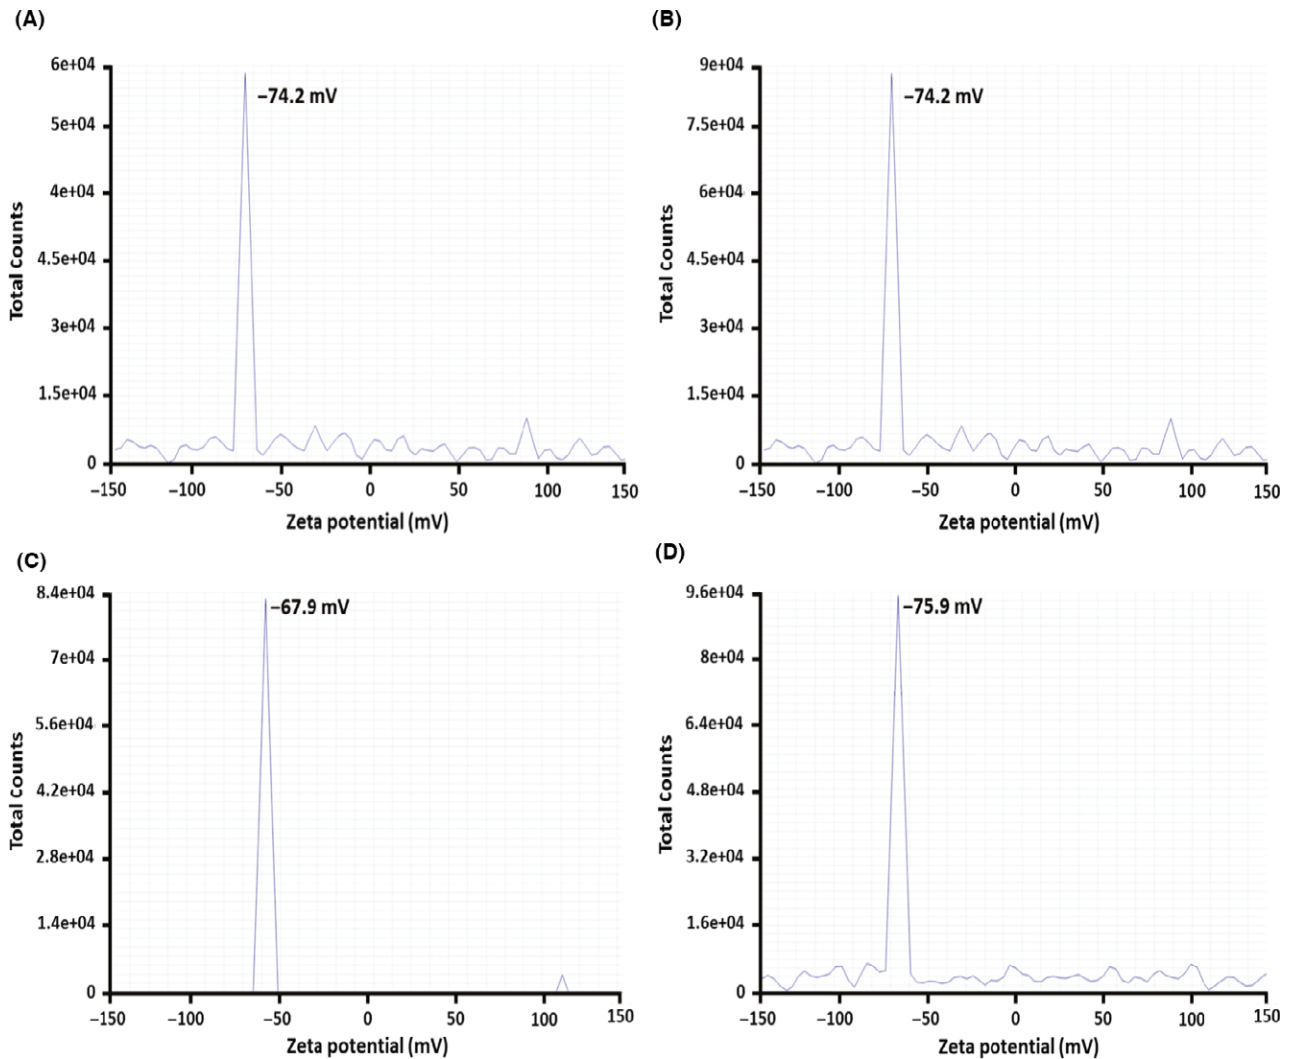 (A)
6e+04
5e+04
4e+04
4.5e+04
3e+04
1.5e+04
0
Total Counts
−74.2 mV
−150 −100 −50 0 50 100 150
Zeta potential (mV)
(B)
9e+04
7.5e+04
6e+04
4.5e+04
3e+04
1.5e+04
0
Total Counts
−74.2 mV
−150 −100 −50 0 50 100 150
Zeta potential (mV)
(C)
8.4e+04
7e+04
5.6e+04
4.2e+04
2.8e+04
1.4e+04
0
Total Counts
−67.9 mV
−150 −100 −50 0 50 100 150
Zeta potential (mV)
(D)
9.6e+04
8e+04
6.4e+04
4.8e+04
3.2e+04
1.6e+04
0
Total Counts
−75.9 mV
−150 −100 −50 0 50 100 150
Zeta potential (mV)